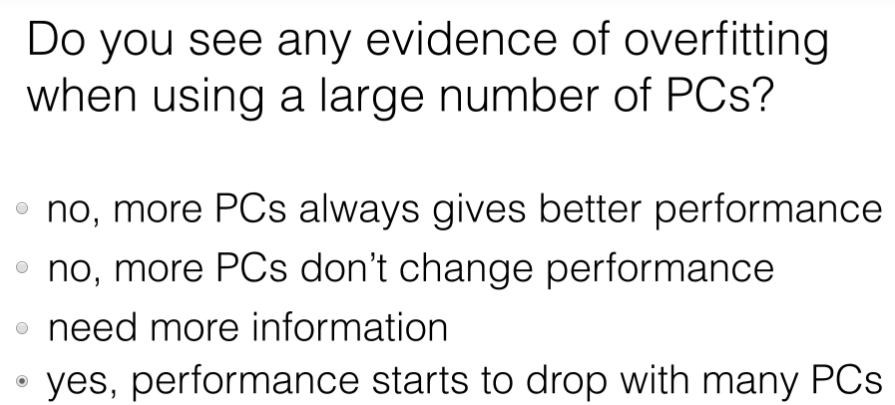 Do you see any evidence of overfitting
when using a large number of PCs?
no, more PCs always gives better performance
no, more PCs don't change performance
need more information
yes, performance starts to drop with many PCs